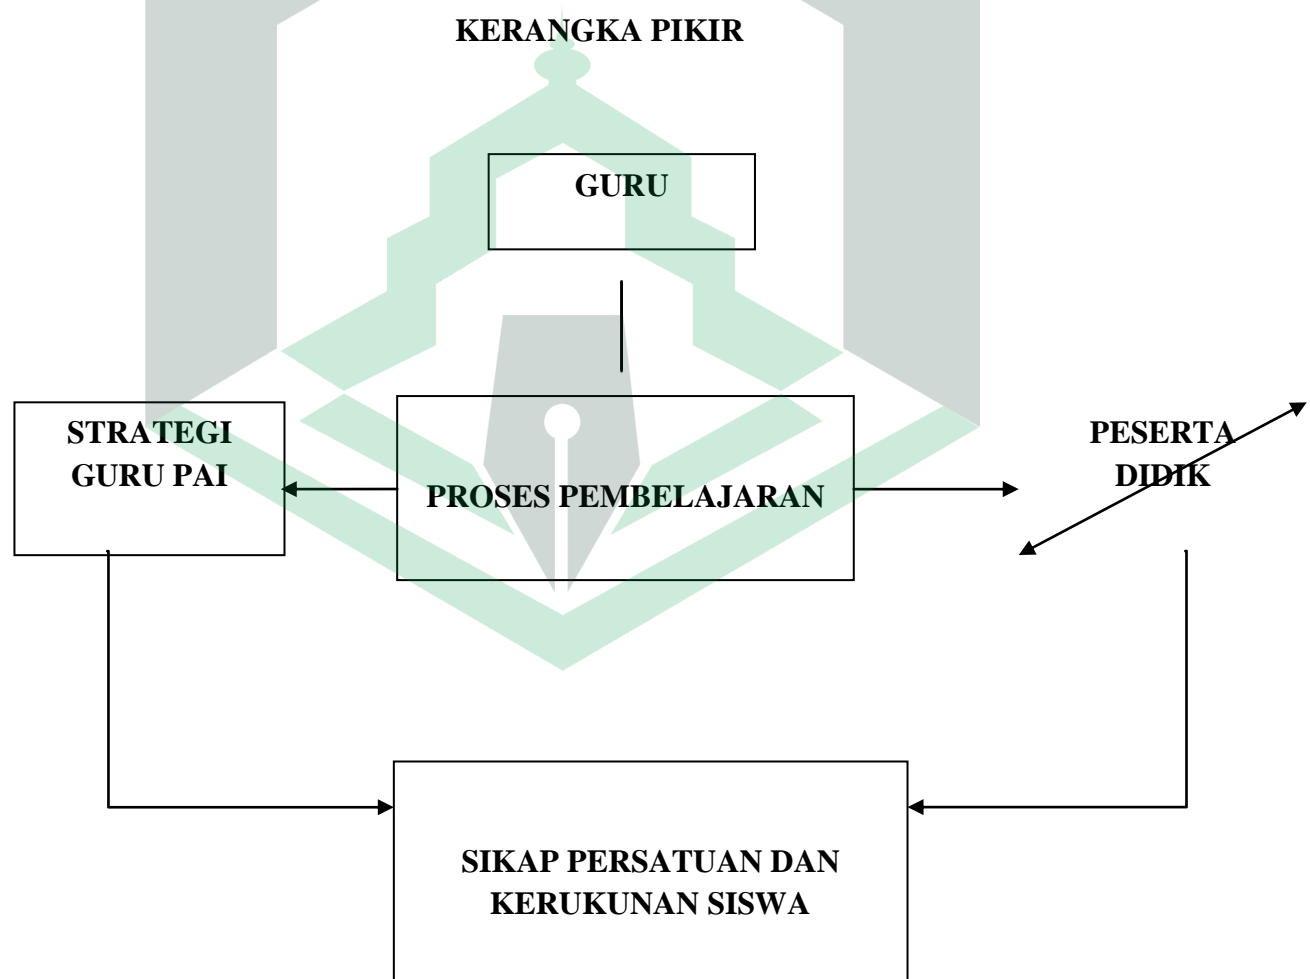 KERANGKA PIKIR
GURU
STRATEGI
GURU PAI
PROSES PEMBELAJARAN
PESERTA
DIDIK
SIKAP PERSATUAN DAN
KERUKUNAN SISWA